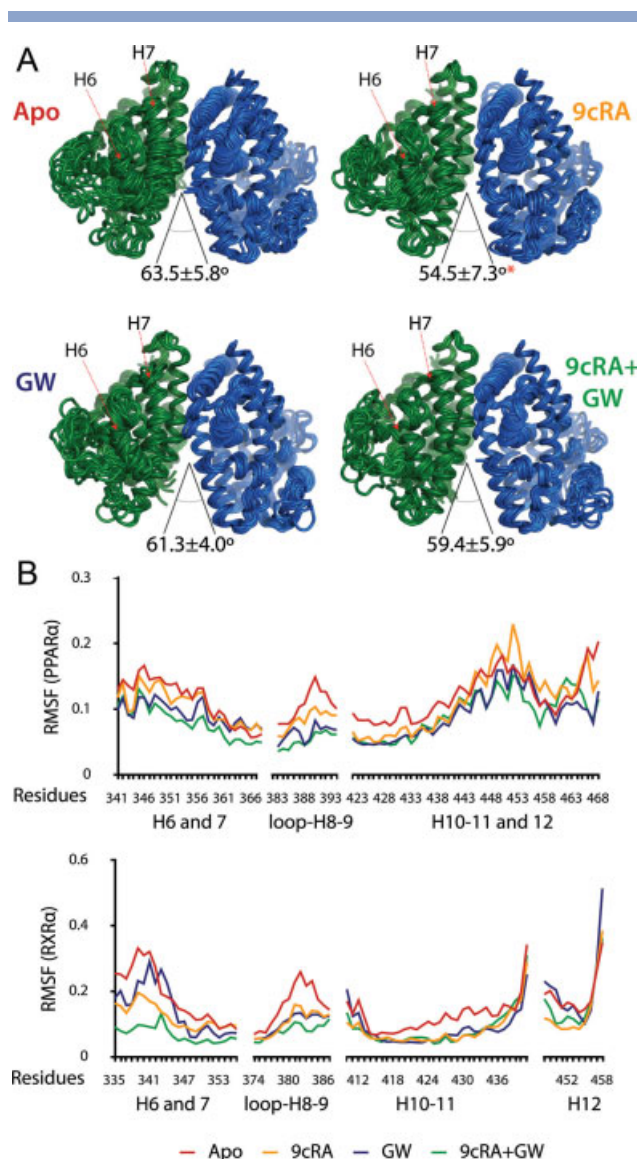 A
H7
H6
Apo
63.5±5.8º
H7
H6
9cRA
54.5±7.3º*
H7
H6
GW
61.3±4.0º
H7
H6
9cRA+
GW
59.4±5.9º
B
RMSF (PPARα)
0.3
0.2
0.1
0
Residues 341 346 351 356 361 366 383 388 393 423 428 433 438 443 448 453 458 463 468
H6 and 7 loop-H8-9 H10-11 and 12
RMSF (RXRα)
0.6
0.4
0.2
0
Residues 335 341 347 353 374 380 386 412 418 424 430 436 452 458
H6 and 7 loop-H8-9 H10-11 H12
Apo 9cRA GW 9cRA+GW